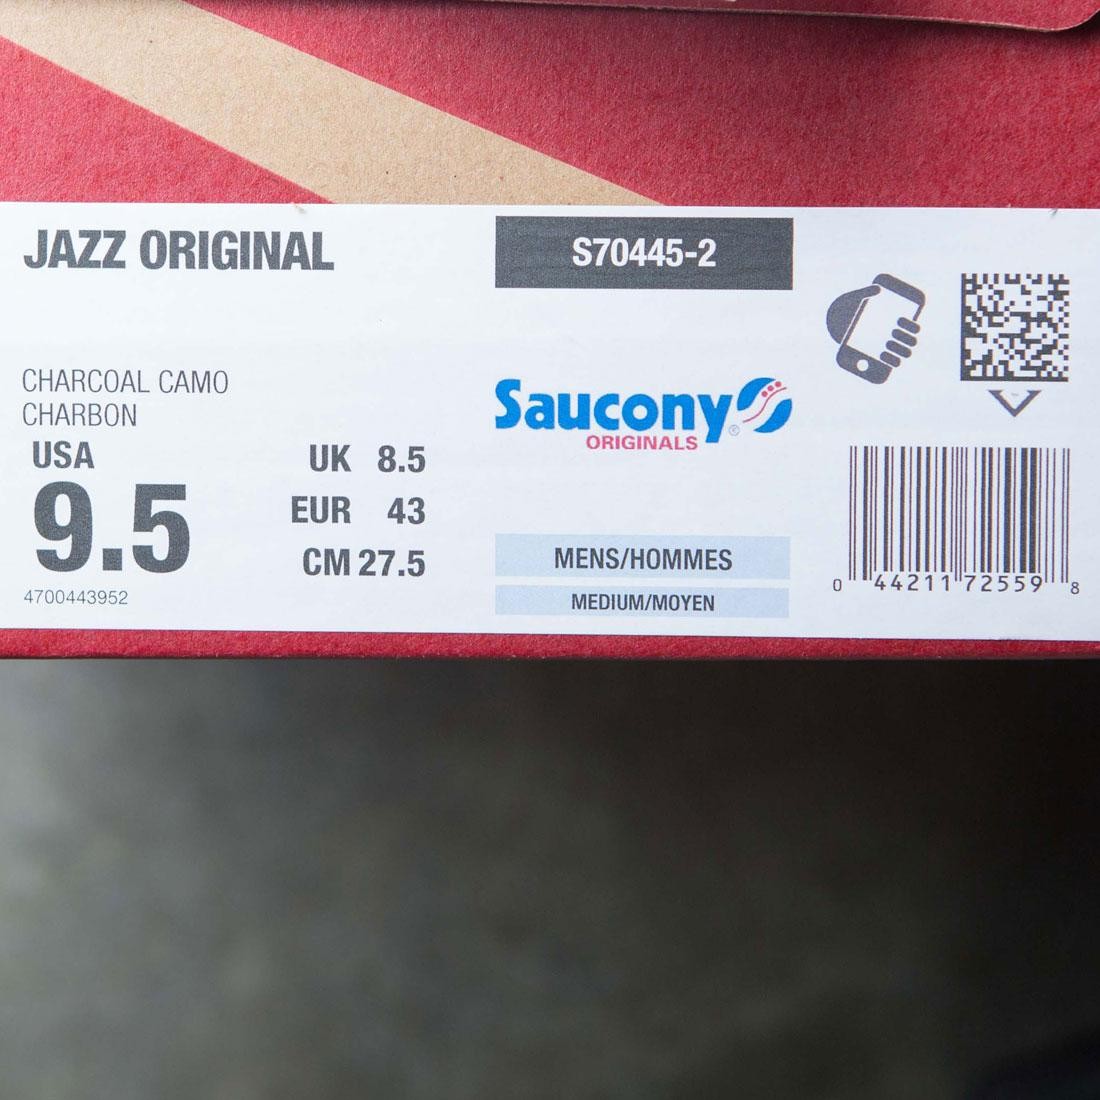 JAZZ ORIGINAL
S70445-2
CHARCOAL CAMO
CHARBON
USA
9.5
UK 8.5
EUR 43
CM 27.5
4700443952
Saucony®
ORIGINALS
MENS/HOMMES
MEDIUM/MOYEN
0 44211 72559 8